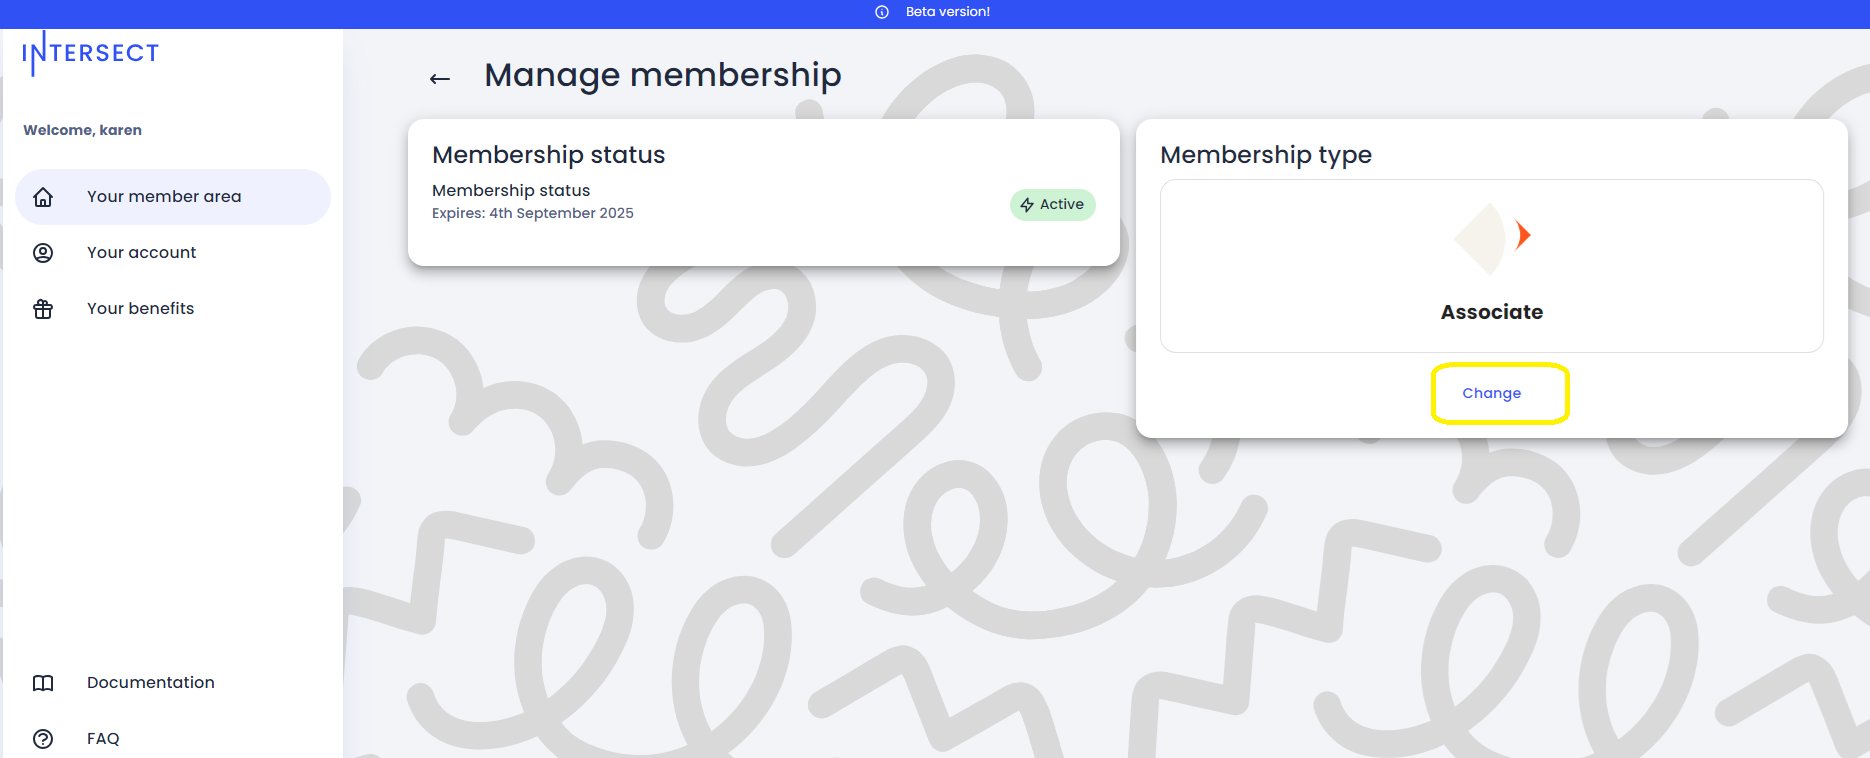 Beta version!
INTERSECT
Welcome, karen
Your member area
Your account
Your benefits
Documentation
FAQ
Manage membership
Membership status
Membership status
Expires: 4th September 2025
Active
Membership type
Associate
Change